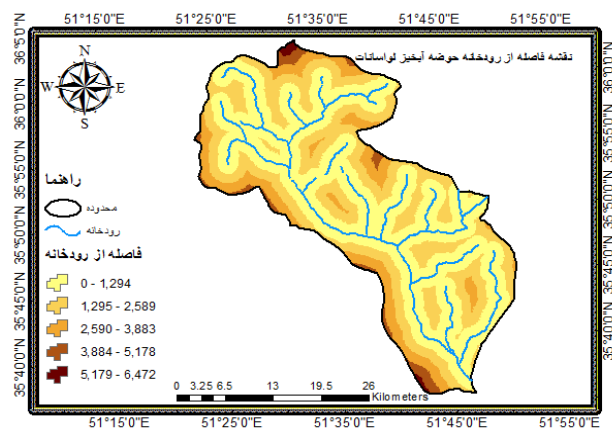 51°15'0"E 51°25'0"E 51°35'0"E 51°45'0"E 51°55'0"E
نقشه فاصله از رودخانه حوضه آبخیز لواسانات
N
W E
S
36°5'0"N
36°0'0"N
35°55'0"N
35°50'0"N
35°45'0"N
35°40'0"N
36°5'0"N
36°0'0"N
35°55'0"N
35°50'0"N
35°45'0"N
35°40'0"N
راهنما
محدوده
رودخانه
فاصله از رودخانه
0 - 1,294
1,295 - 2,589
2,590 - 3,883
3,884 - 5,178
5,179 - 6,472
0 3.25 6.5 13 19.5 26
Kilometers
51°15'0"E 51°25'0"E 51°35'0"E 51°45'0"E 51°55'0"E